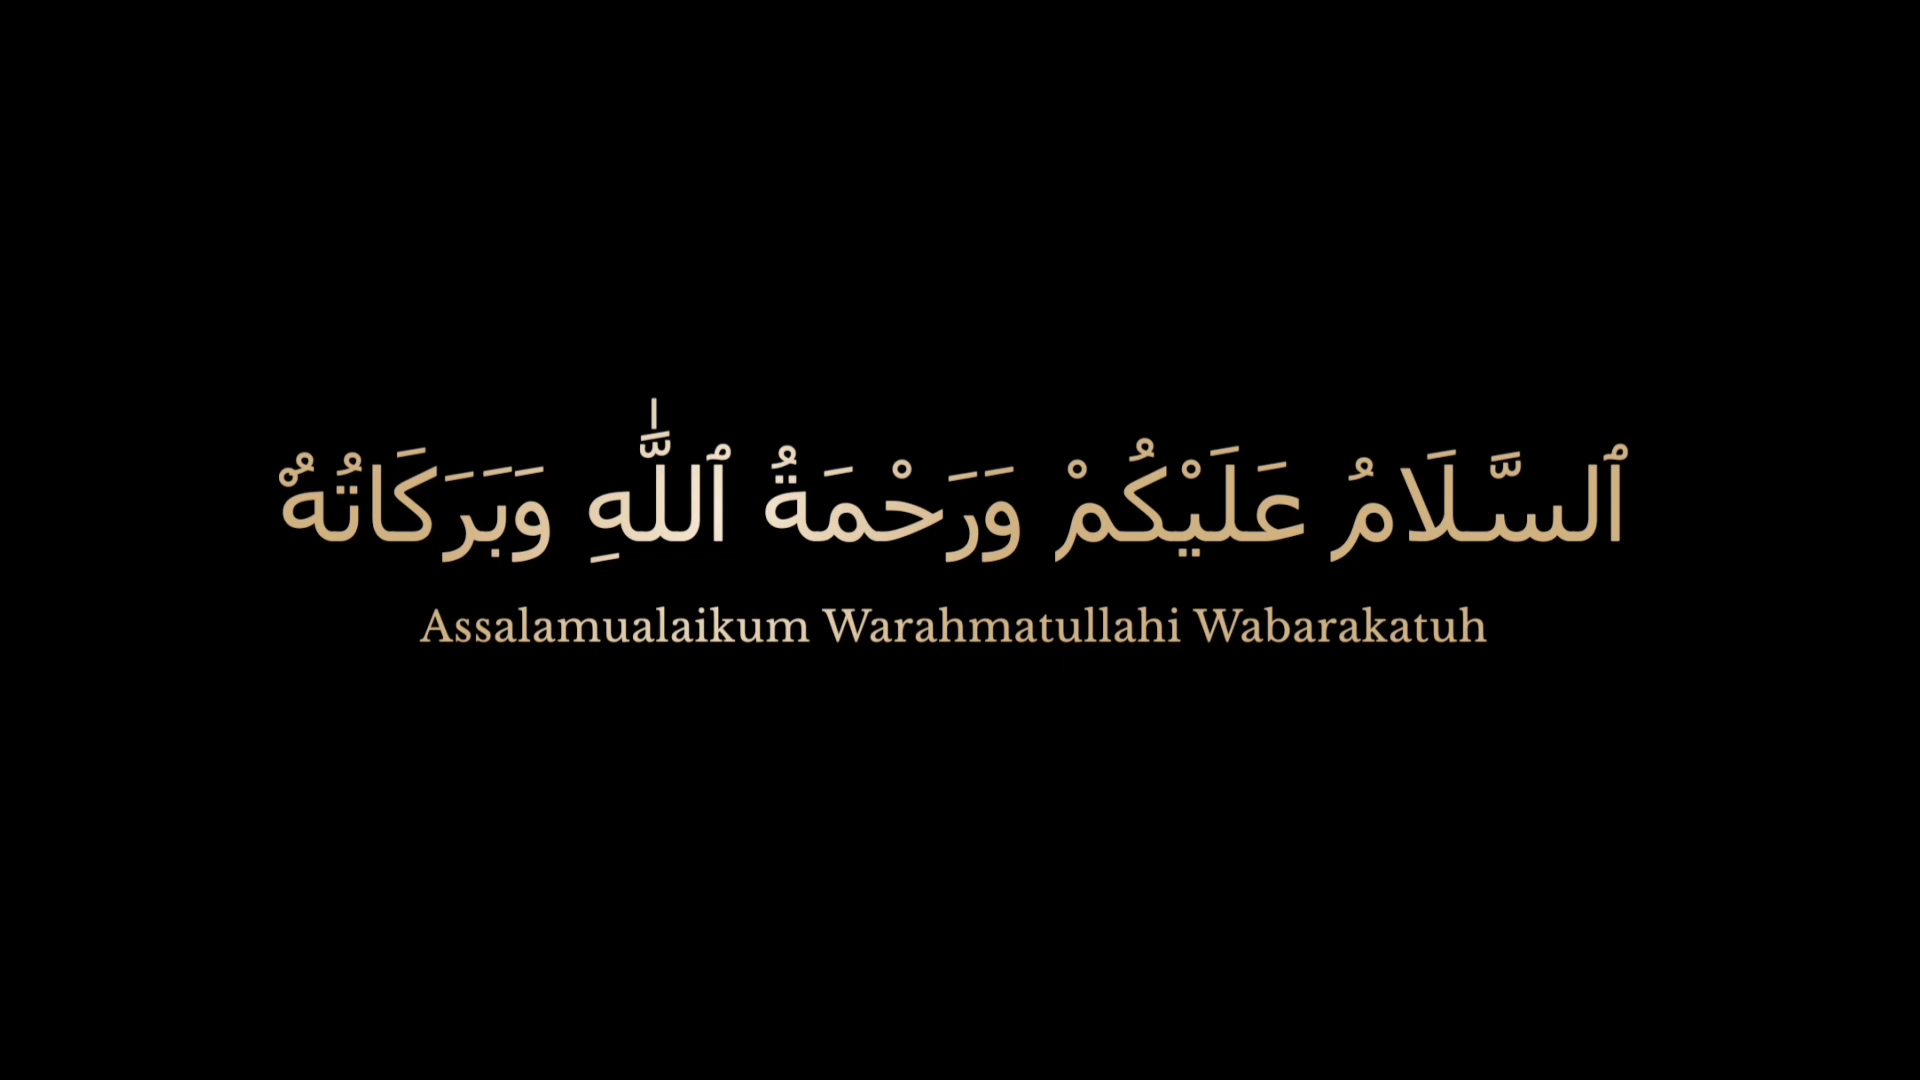 ٱلسَّلَامُ عَلَيْكُمْ وَرَحْمَةُ ٱللَّٰهِ وَبَرَكَاتُهٌ
Assalamualaikum Warahmatullahi Wabarakatuh